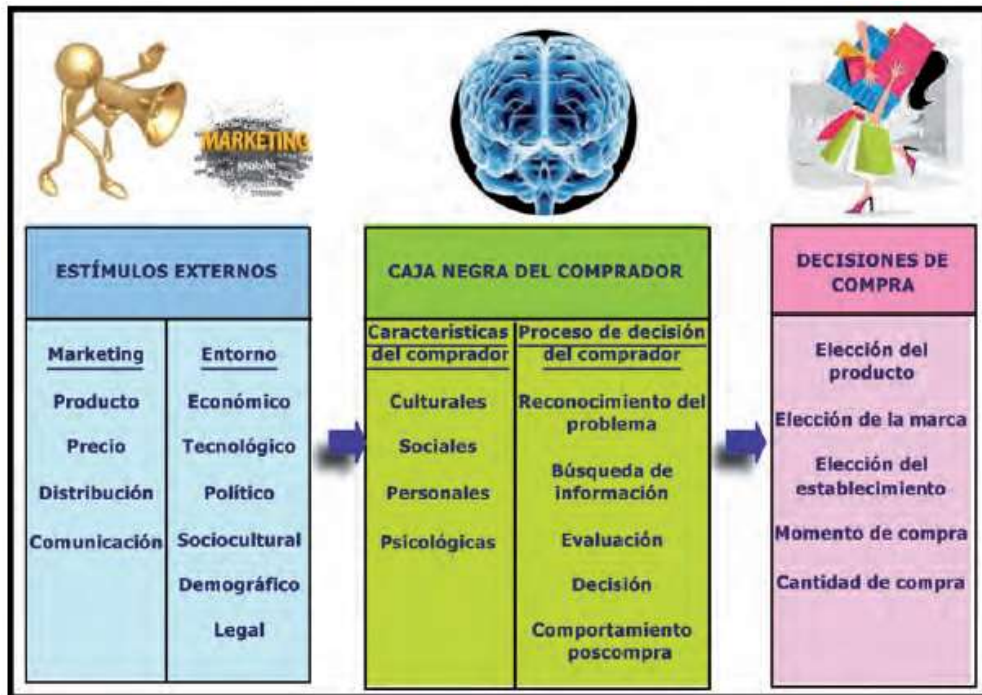 MARKETING
ESTÍMULOS EXTERNOS
Marketing
Producto
Precio
Distribución
Comunicación
Entorno
Económico
Tecnológico
Político
Sociocultural
Demográfico
Legal
CAJA NEGRA DEL COMPRADOR
Características
del comprador
Culturales
Sociales
Personales
Psicológicas
Proceso de decisión
del comprador
Reconocimiento del
problema
Búsqueda de
información
Evaluación
Decisión
Comportamiento
poscompra
DECISIONES DE
COMPRA
Elección del
producto
Elección de la marca
Elección del
establecimiento
Momento de compra
Cantidad de compra